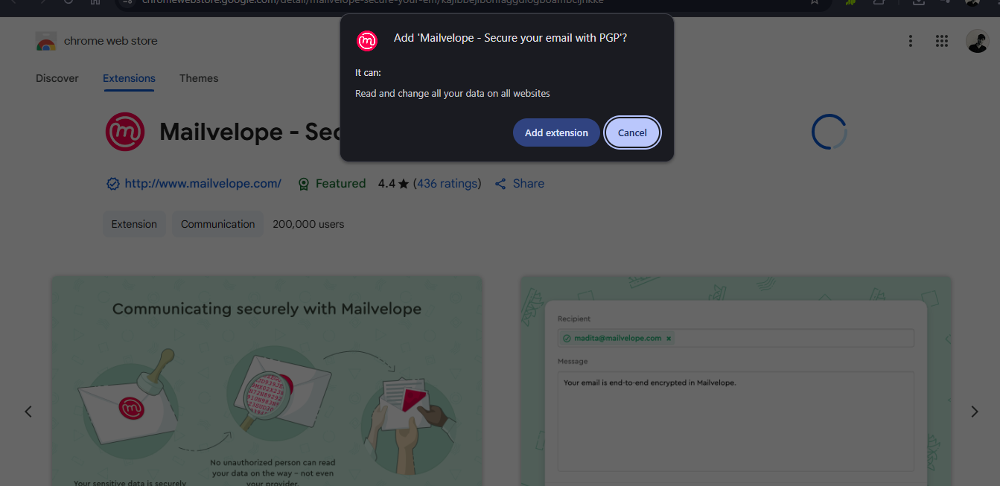 chromewebstore.google.com/detail/mailvelope-secure-your-em/kajibbejlbohfaggdiogboambcijhkke
chrome web store
Add 'Mailvelope - Secure your email with PGP'?
It can:
Read and change all your data on all websites
Add extension
Cancel
Discover
Extensions
Themes
Mailvelope - Sec
http://www.mailvelope.com/
Featured
4.4★ (436 ratings)
Share
Extension
Communication
200,000 users
Communicating securely with Mailvelope
No unauthorized person can read
your data on the way – not even
your provider.
Your sensitive data is securely
Recipient
madita@mailvelope.com ×
Message
Your email is end-to-end encrypted in Mailvelope.